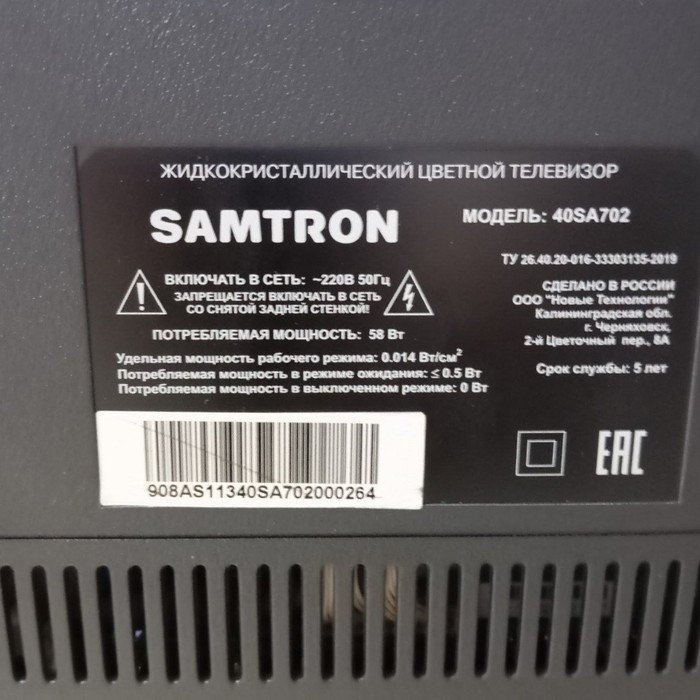 ЖИДКОКРИСТАЛЛИЧЕСКИЙ ЦВЕТНОЙ ТЕЛЕВИЗОР
SAMTRON
МОДЕЛЬ: 40SA702
ТУ 26.40.20-016-33303135-2019
ВКЛЮЧАТЬ В СЕТЬ: ~220В 50Гц
ЗАПРЕЩАЕТСЯ ВКЛЮЧАТЬ В СЕТЬ
СО СНЯТОЙ ЗАДНЕЙ СТЕНКОЙ!
СДЕЛАНО В РОССИИ
ООО "Новые Технологии"
Калининградская обл.
г. Черняховск,
2-й Цветочный пер., 8А
ПОТРЕБЛЯЕМАЯ МОЩНОСТЬ: 58 Вт
Удельная мощность рабочего режима: 0.014 Вт/см²
Потребляемая мощность в режиме ожидания: ≤ 0.5 Вт
Потребляемая мощность в выключенном режиме: 0 Вт
Срок службы: 5 лет
EAC
908AS11340SA702000264